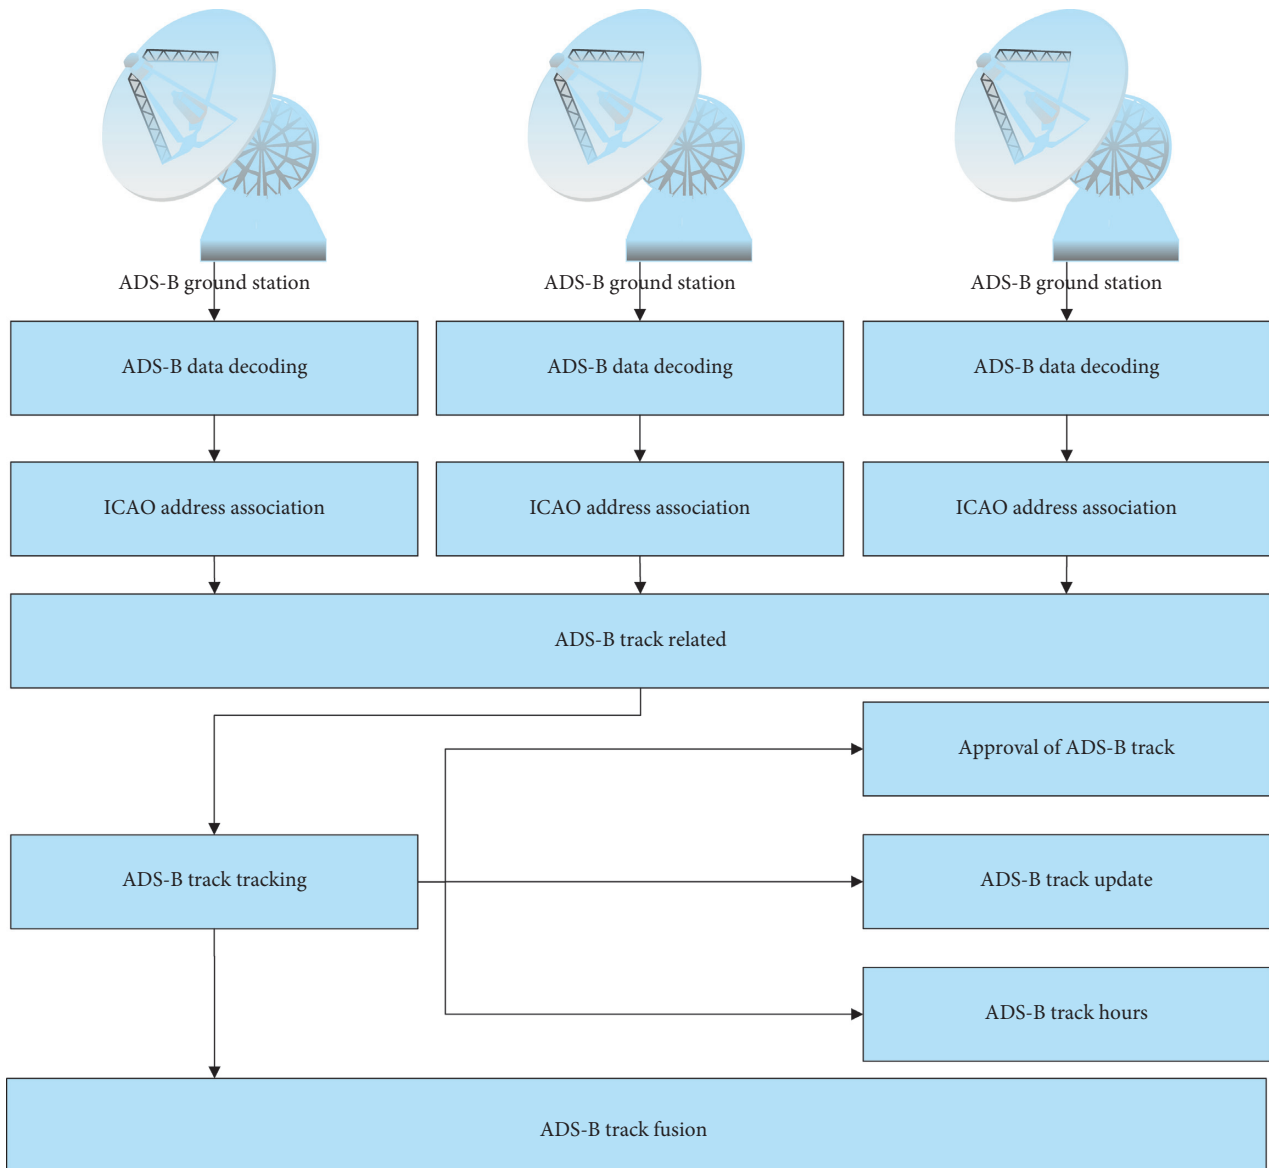 ADS-B ground station
ADS-B ground station
ADS-B ground station
ADS-B data decoding
ADS-B data decoding
ADS-B data decoding
ICAO address association
ICAO address association
ICAO address association
ADS-B track related
Approval of ADS-B track
ADS-B track tracking
ADS-B track update
ADS-B track hours
ADS-B track fusion